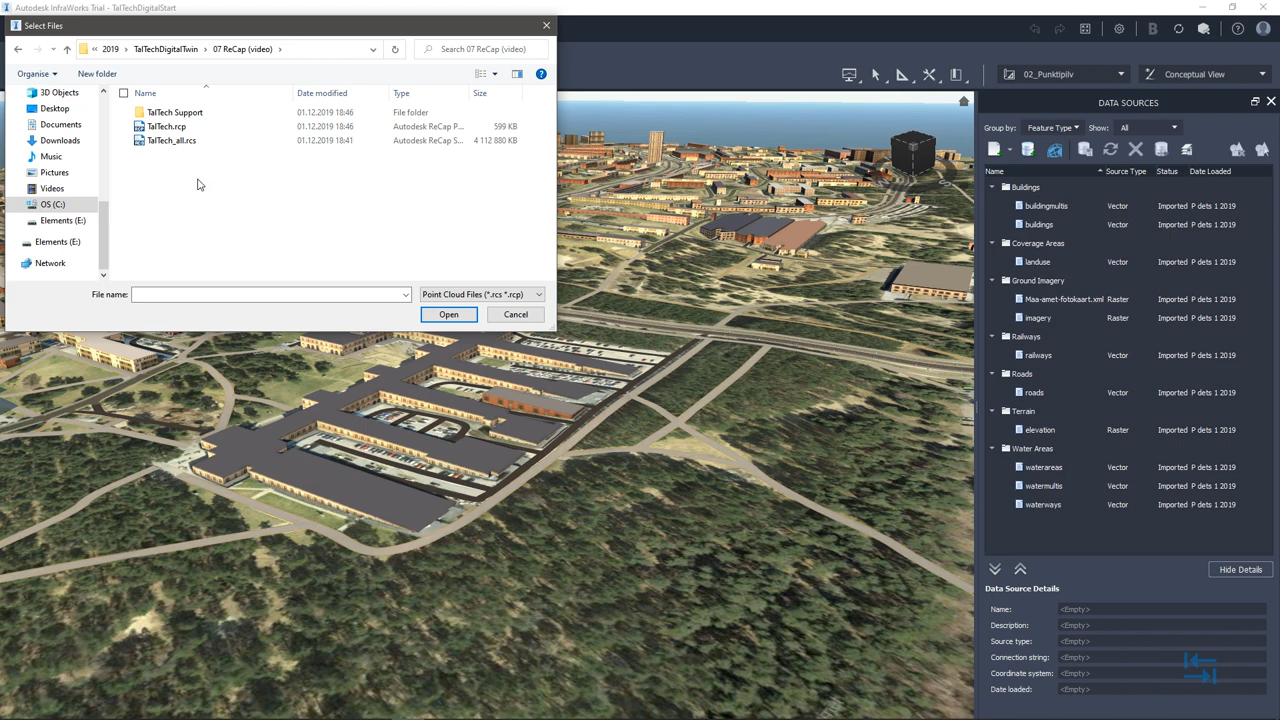 Autodesk InfraWorks Trial - TalTechDigitalStart
Select Files
« 2019 › TalTechDigitalTwin › 07 ReCap (video) ›
Search 07 ReCap (video)
Organise
New folder
Name
Date modified
Type
Size
3D Objects
Desktop
Documents
Downloads
Music
Pictures
Videos
OS (C:)
Elements (E:)
Elements (E:)
Network
TalTech Support 01.12.2019 18:46 File folder
TalTech.rcp 01.12.2019 18:46 Autodesk ReCap P... 599 KB
TalTech_all.rcs 01.12.2019 18:41 Autodesk ReCap S... 4 112 880 KB
File name:
Point Cloud Files (*.rcs *.rcp)
Open
Cancel
02_Punktipilv
Conceptual View
DATA SOURCES
Group by: Feature Type Show: All
Name Source Type Status Date Loaded
Buildings
buildingmultis Vector Imported P dets 1 2019
buildings Vector Imported P dets 1 2019
Coverage Areas
landuse Vector Imported P dets 1 2019
Ground Imagery
Maa-amet-fotokaart.xml Raster Imported P dets 1 2019
imagery Raster Imported P dets 1 2019
Railways
railways Vector Imported P dets 1 2019
Roads
roads Vector Imported P dets 1 2019
Terrain
elevation Raster Imported P dets 1 2019
Water Areas
waterareas Vector Imported P dets 1 2019
watermultis Vector Imported P dets 1 2019
waterways Vector Imported P dets 1 2019
Hide Details
Data Source Details
Name: <Empty>
Description: <Empty>
Source type: <Empty>
Connection string: <Empty>
Coordinate system: <Empty>
Date loaded: <Empty>